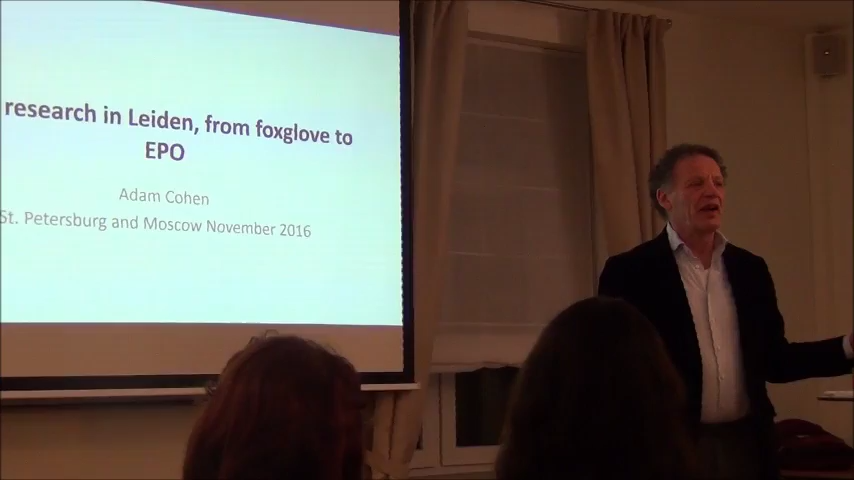 research in Leiden, from foxglove to
EPO
Adam Cohen
St. Petersburg and Moscow November 2016